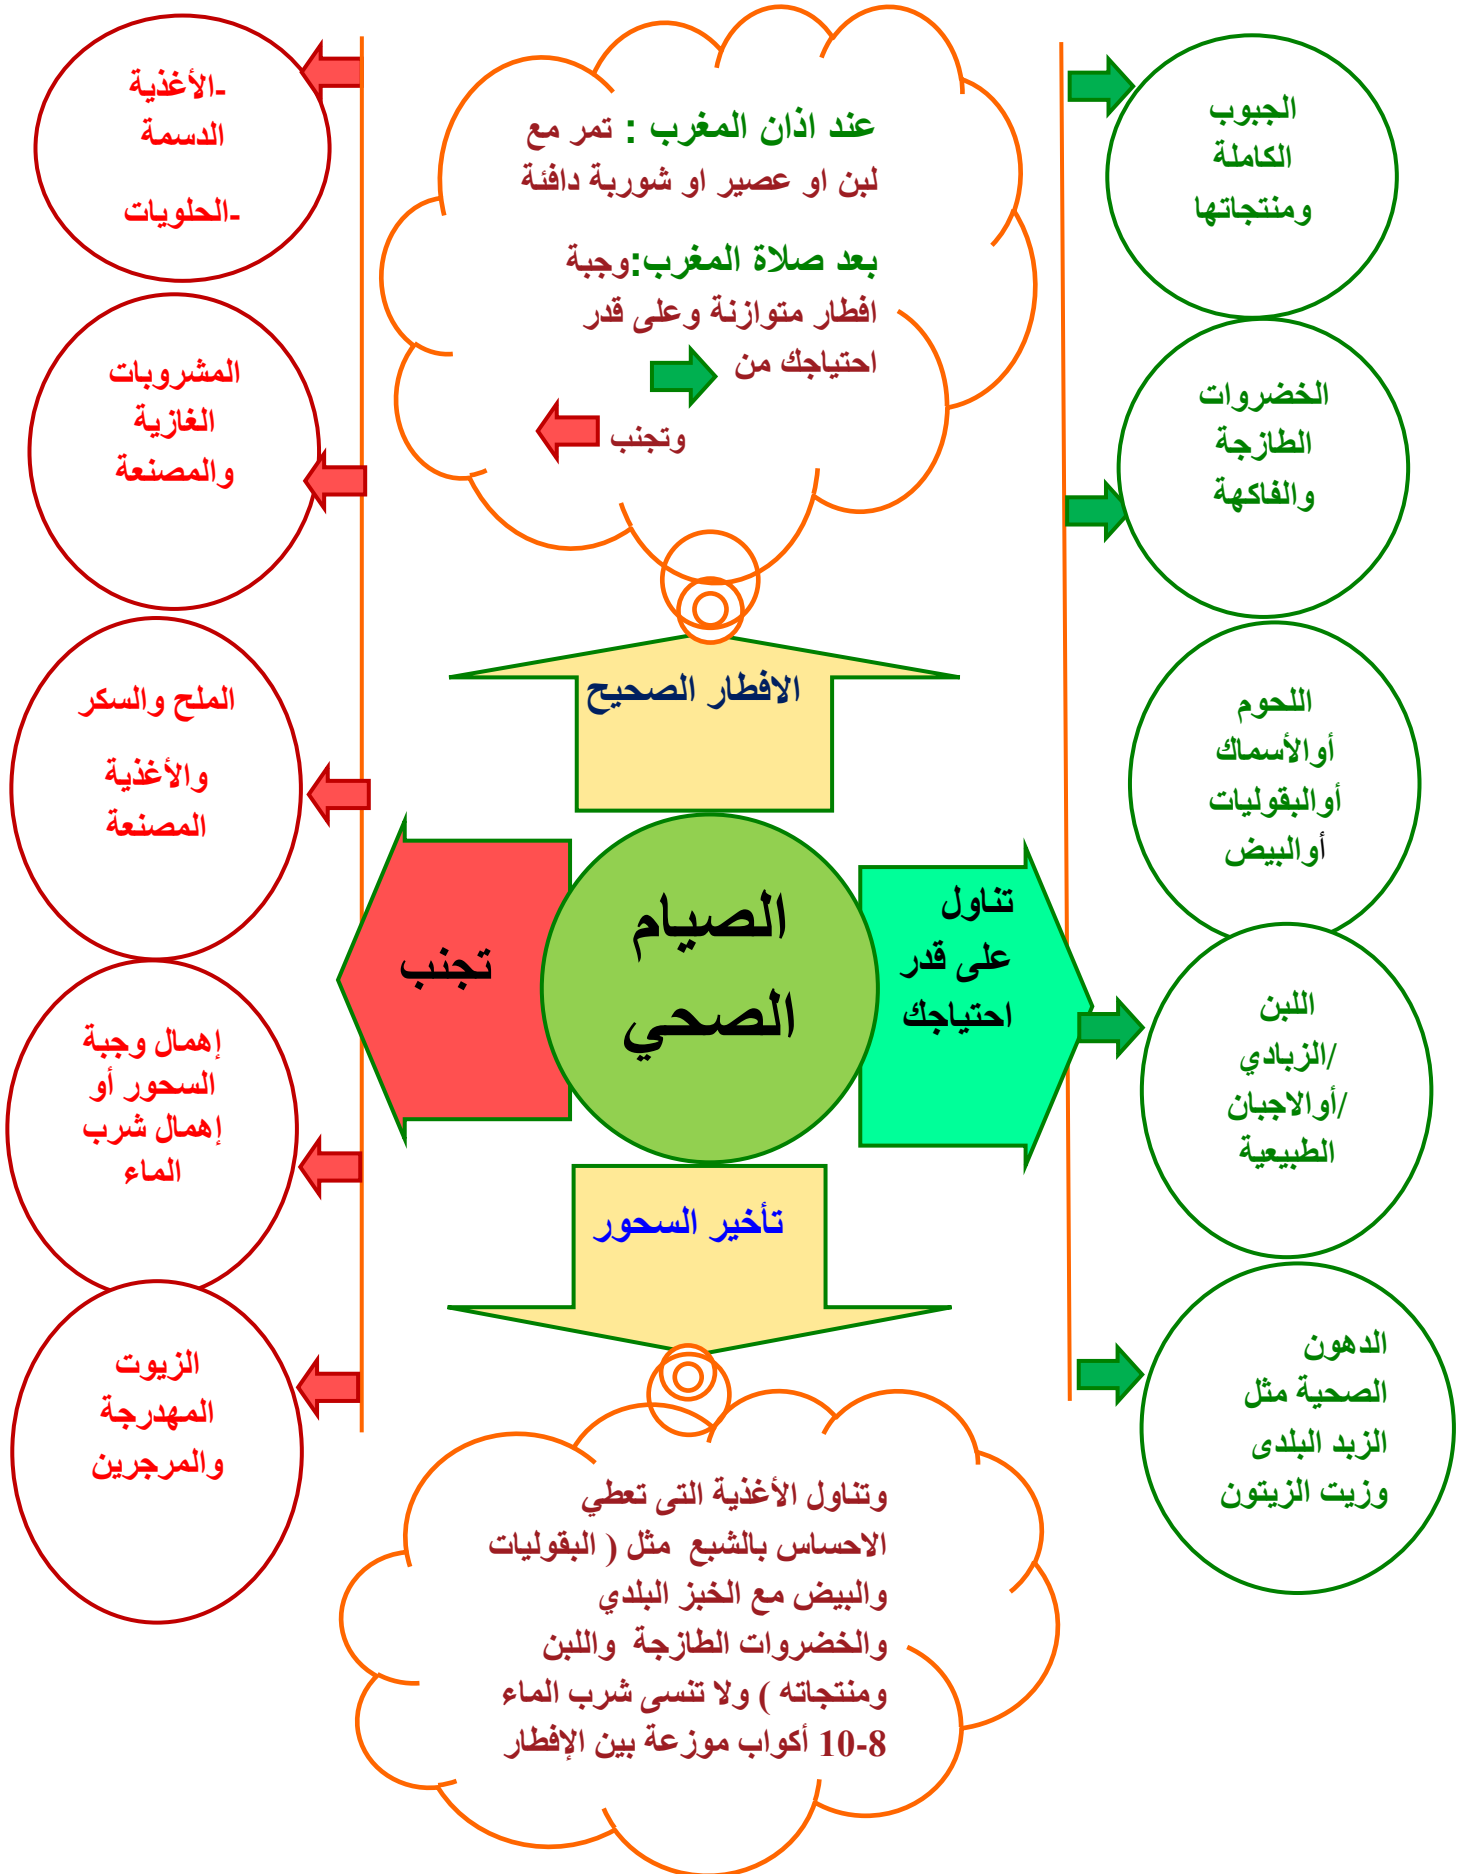 عند اذان المغرب : تمر مع
لبن او عصير او شوربة دافئة
بعد صلاة المغرب:وجبة
افطار متوازنة وعلى قدر
احتياجك من
وتجنب
الجبوب
الكاملة
ومنتجاتها
الخضروات
الطازجة
والفاكهة
اللحوم
أوالأسماك
أوالبقوليات
أوالبيض
اللبن
/الزبادي
/أوالاجبان
الطبيعية
الدهون
الصحية مثل
الزبد البلدى
وزيت الزيتون
-الأغذية
الدسمة
-الحلويات
المشروبات
الغازية
والمصنعة
الملح والسكر
والأغذية
المصنعة
إهمال وجبة
السحور أو
إهمال شرب
الماء
الزيوت
المهدرجة
والمرجرين
الافطار الصحيح
تناول
على قدر
احتياجك
الصيام
الصحي
تجنب
تأخير السحور
وتناول الأغذية التى تعطي
الاحساس بالشبع مثل ( البقوليات
والبيض مع الخبز البلدي
والخضروات الطازجة واللبن
ومنتجاته ) ولا تنسى شرب الماء
8-10 أكواب موزعة بين الإفطار